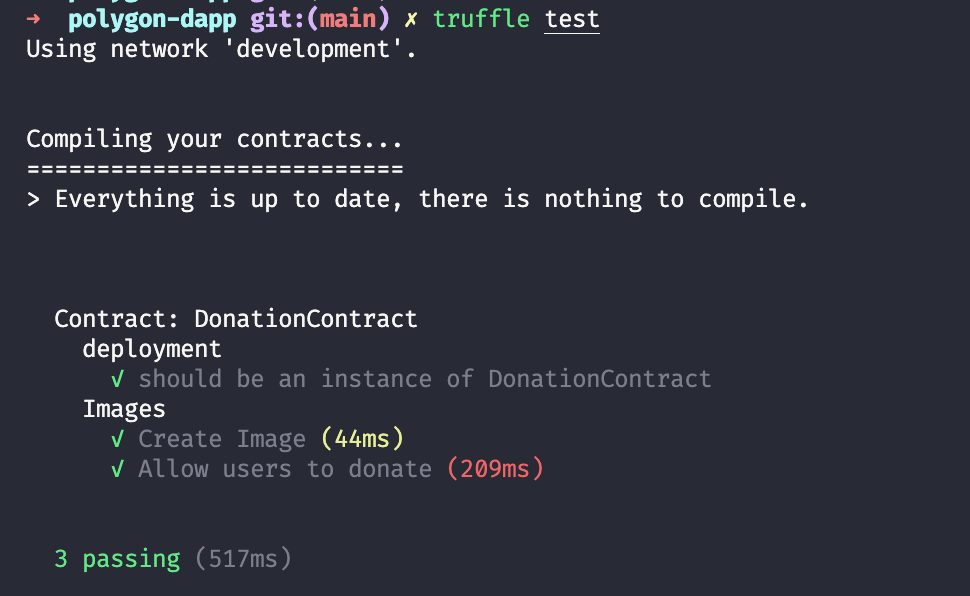 ➜ polygon-dapp git:(main) ✗ truffle test
Using network 'development'.
Compiling your contracts...
===========================
> Everything is up to date, there is nothing to compile.
Contract: DonationContract
deployment
✓ should be an instance of DonationContract
Images
✓ Create Image (44ms)
✓ Allow users to donate (209ms)
3 passing (517ms)